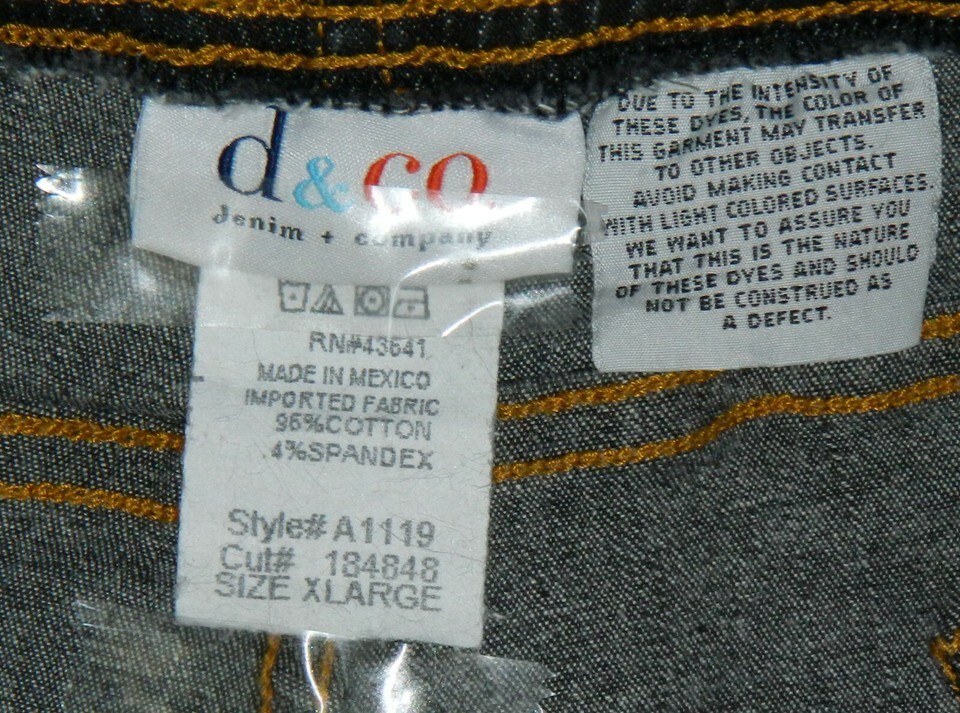 d&co.
denim + company
RN#43641
MADE IN MEXICO
IMPORTED FABRIC
96%COTTON
4%SPANDEX
Style# A1119
Cut# 184848
SIZE XLARGE
DUE TO THE INTENSITY OF
THESE DYES, THE COLOR OF
THIS GARMENT MAY TRANSFER
TO OTHER OBJECTS.
AVOID MAKING CONTACT
WITH LIGHT COLORED SURFACES.
WE WANT TO ASSURE YOU
THAT THIS IS THE NATURE
OF THESE DYES AND SHOULD
NOT BE CONSTRUED AS
A DEFECT.